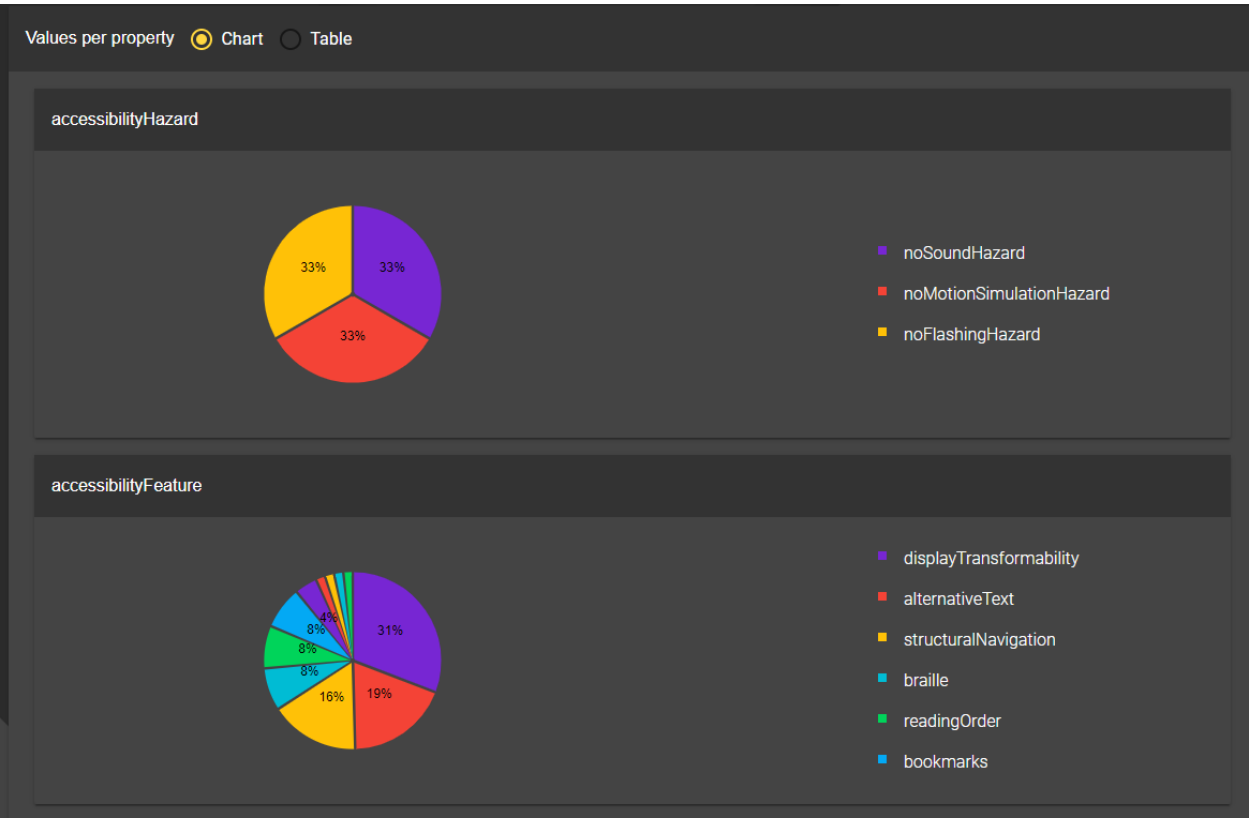 Values per property Chart Table
accessibilityHazard
33% 33%
33%
noSoundHazard
noMotionSimulationHazard
noFlashingHazard
accessibilityFeature
4%
8% 31%
8%
8%
16% 19%
displayTransformability
alternativeText
structuralNavigation
braille
readingOrder
bookmarks